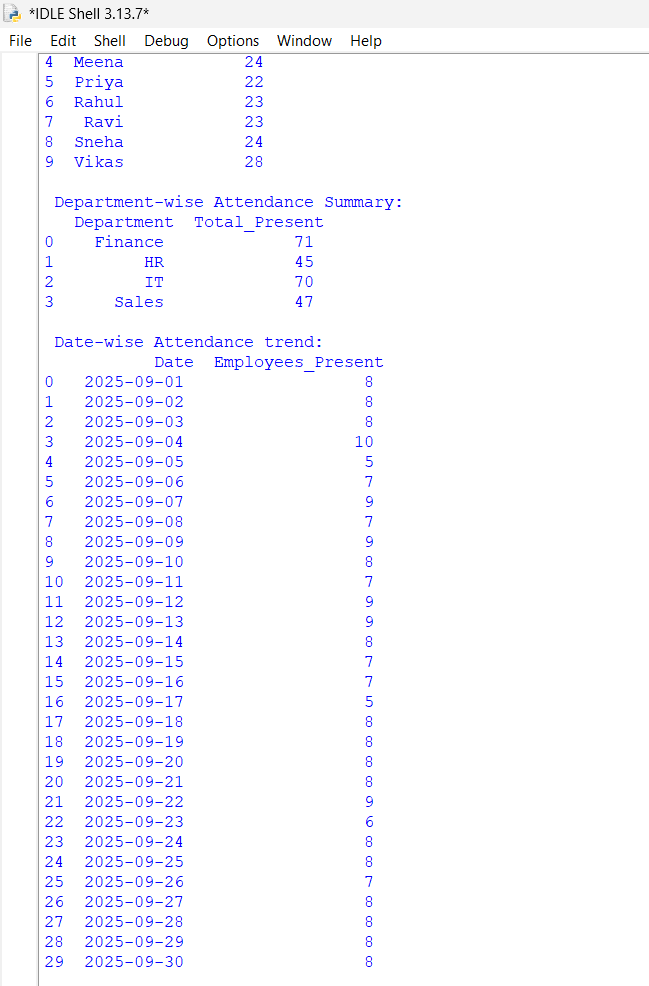 *IDLE Shell 3.13.7*
File Edit Shell Debug Options Window Help
4 Meena 24
5 Priya 22
6 Rahul 23
7 Ravi 23
8 Sneha 24
9 Vikas 28
Department-wise Attendance Summary:
Department Total_Present
0 Finance 71
1 HR 45
2 IT 70
3 Sales 47
Date-wise Attendance trend:
Date Employees_Present
0 2025-09-01 8
1 2025-09-02 8
2 2025-09-03 8
3 2025-09-04 10
4 2025-09-05 5
5 2025-09-06 7
6 2025-09-07 9
7 2025-09-08 7
8 2025-09-09 9
9 2025-09-10 8
10 2025-09-11 7
11 2025-09-12 9
12 2025-09-13 9
13 2025-09-14 8
14 2025-09-15 7
15 2025-09-16 7
16 2025-09-17 5
17 2025-09-18 8
18 2025-09-19 8
19 2025-09-20 8
20 2025-09-21 8
21 2025-09-22 9
22 2025-09-23 6
23 2025-09-24 8
24 2025-09-25 8
25 2025-09-26 7
26 2025-09-27 8
27 2025-09-28 8
28 2025-09-29 8
29 2025-09-30 8